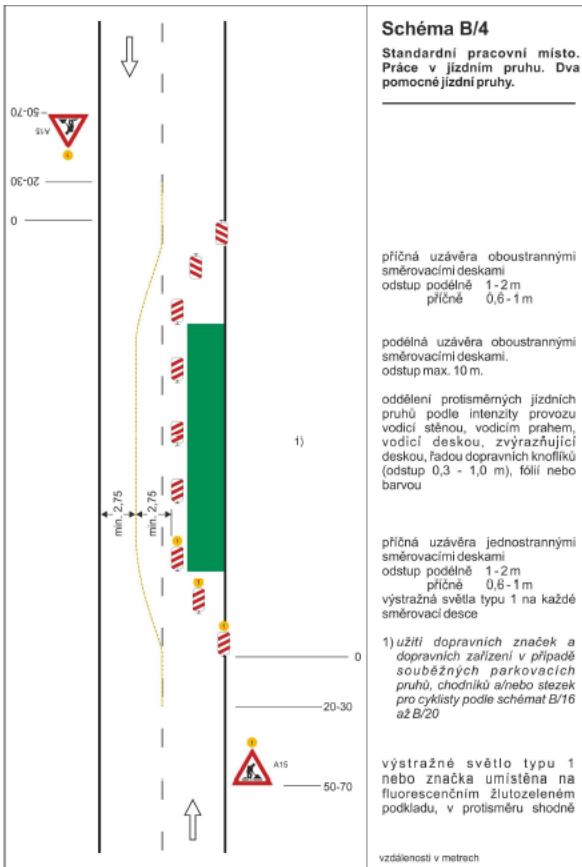 Schéma B/4
Standardní pracovní místo.
Práce v jízdním pruhu. Dva
pomocné jízdní pruhy.
50-70
A15
1
20-30
0
příčná uzávěra oboustrannými
směrovacími deskami
odstup podélně 1-2 m
příčně 0,6-1 m
podélná uzávěra oboustrannými
směrovacími deskami.
odstup max. 10 m.
oddělení protisměrných jízdních
pruhů podle intenzity provozu
vodicí stěnou, vodicím prahem,
vodicí deskou, zvýrazňující
deskou, řadou dopravních knoflíků
(odstup 0,3 - 1,0 m), fólií nebo
barvou
1)
min. 2,75
min. 2,75
příčná uzávěra jednostrannými
směrovacími deskami
odstup podélně 1-2 m
příčně 0,6-1 m
výstražná světla typu 1 na každé
směrovací desce
1
1
1
0
1) užití dopravních značek a
dopravních zařízení v případě
souběžných parkovacích
pruhů, chodníků a/nebo stezek
pro cyklisty podle schémat B/16
až B/20
20-30
1
A15
50-70
výstražné světlo typu 1
nebo značka umístěna na
fluorescenčním žlutozeleném
podkladu, v protisměru shodně
vzdálenosti v metrech